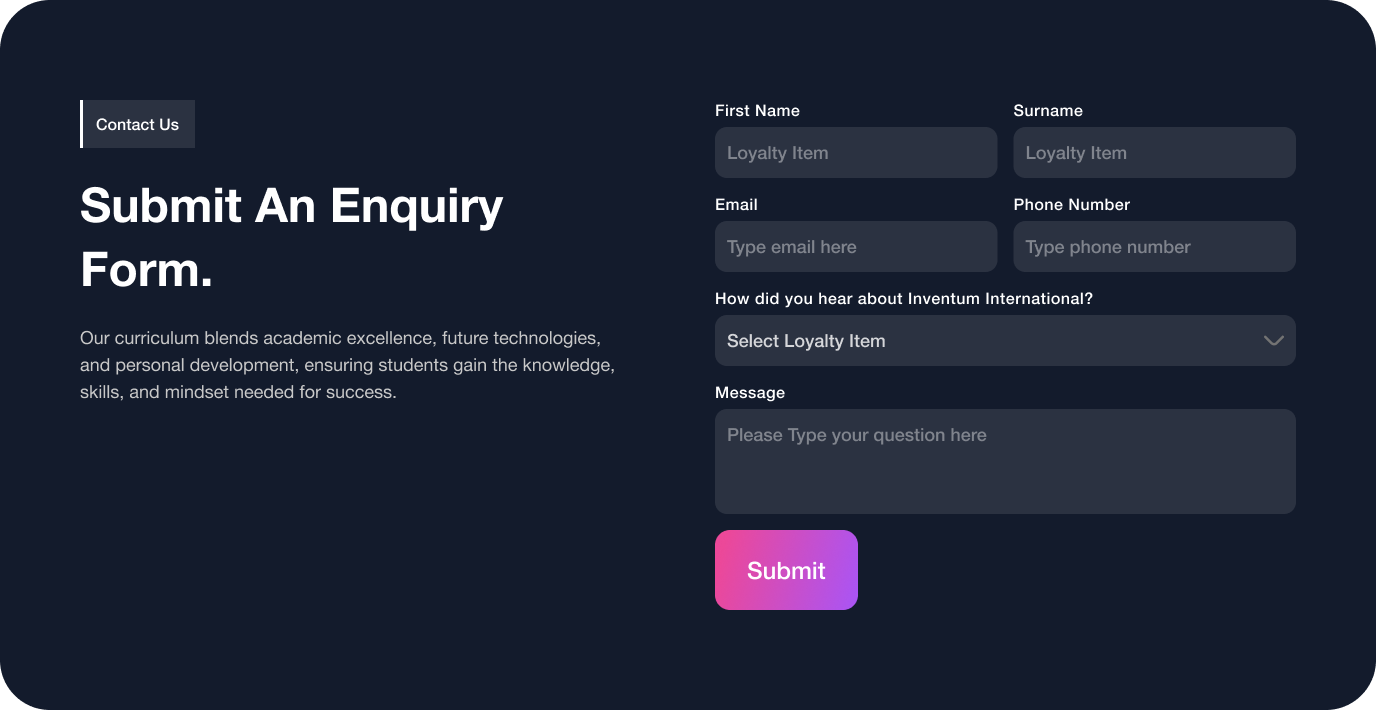 Contact Us
Submit An Enquiry
Form.
Our curriculum blends academic excellence, future technologies,
and personal development, ensuring students gain the knowledge,
skills, and mindset needed for success.
First Name
Surname
Loyalty Item
Loyalty Item
Email
Phone Number
Type email here
Type phone number
How did you hear about Inventum International?
Select Loyalty Item
Message
Please Type your question here
Submit